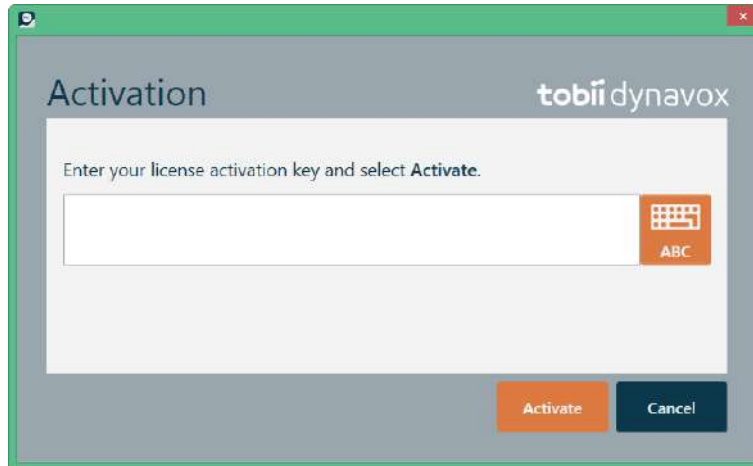 Activation
tobii dynavox
Enter your license activation key and select Activate.
ABC
Activate
Cancel